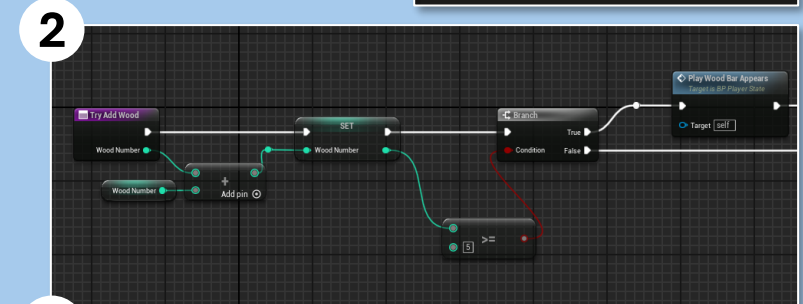 2
Try Add Wood
Wood Number
Wood Number
+
Add pin
SET
Wood Number
Branch
True
Condition
False
>=
5
Play Wood Bar Appears
Target is BP Player State
Target self